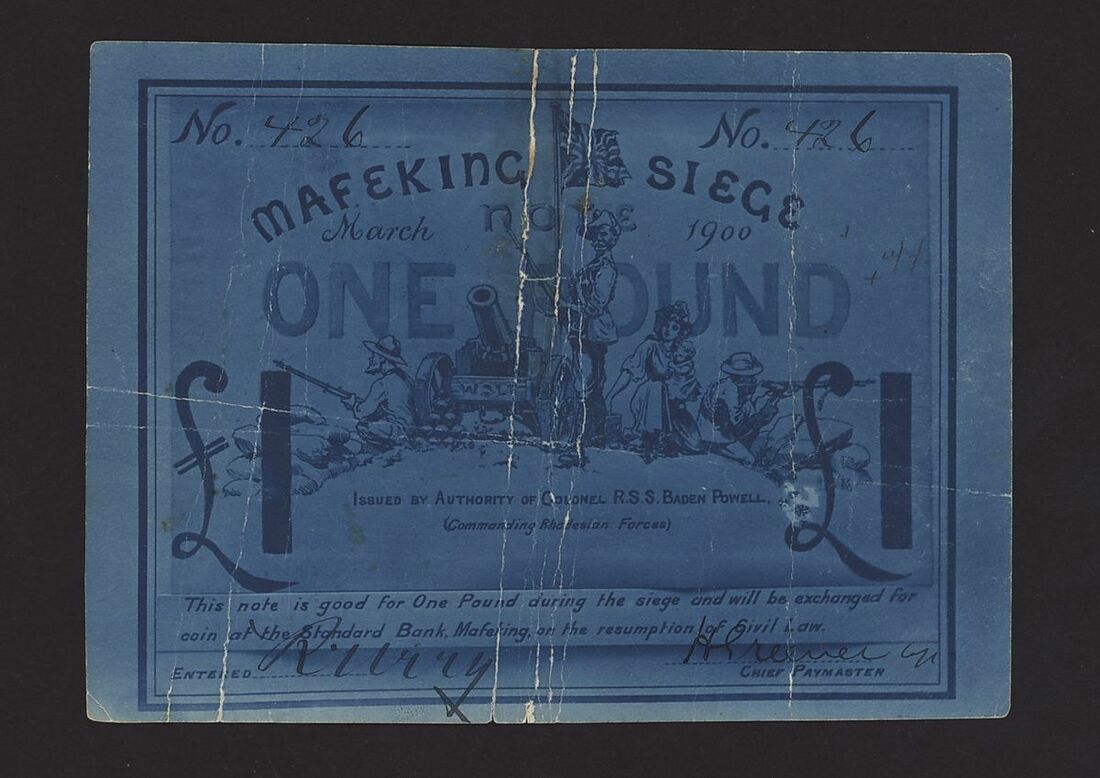 No. 426 No. 426
MAFEKING SIEGE
NOTE
March 1900
ONE POUND
£1 £1
ISSUED BY AUTHORITY OF COLONEL R.S.S. BADEN POWELL,
(Commanding Rhodesian Forces)
This note is good for One Pound during the siege and will be exchanged for
coin at the Standard Bank, Mafeking, on the resumption of Civil Law.
ENTERED
H Greener
CHIEF PAYMASTER